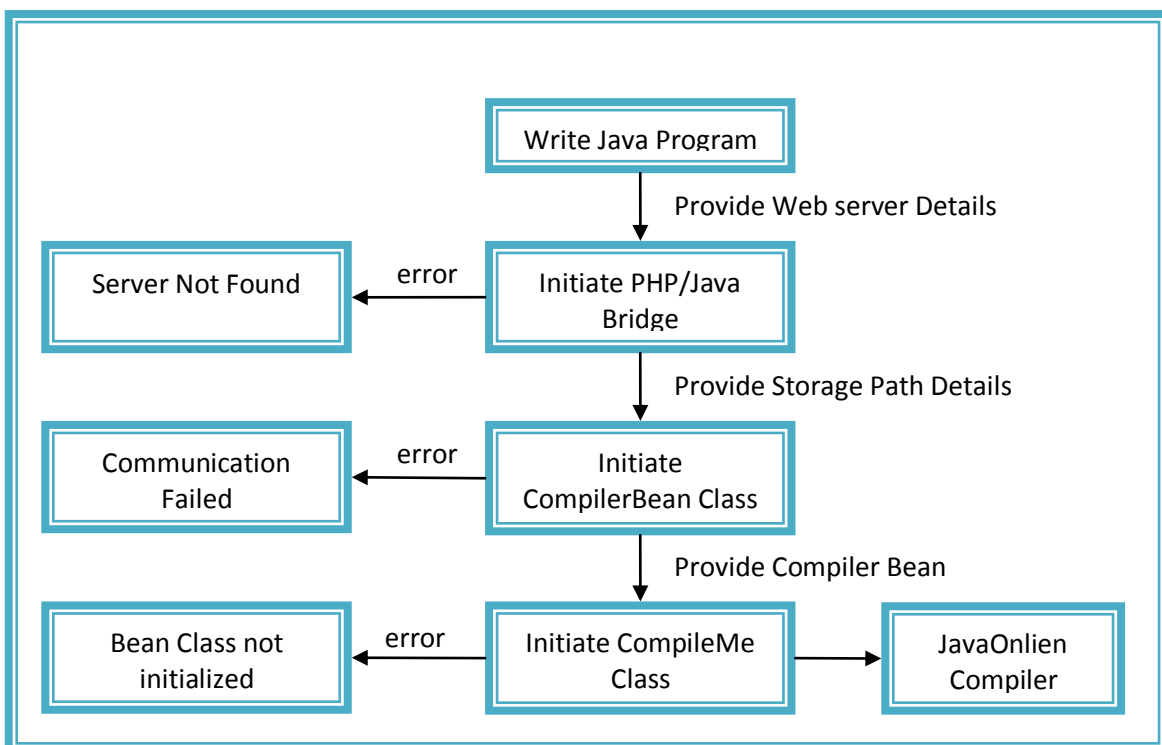 Write Java Program
Provide Web server Details
Server Not Found
error
Initiate PHP/Java
Bridge
Provide Storage Path Details
Communication
Failed
error
Initiate
CompilerBean Class
Provide Compiler Bean
Bean Class not
initialized
error
Initiate CompileMe
Class
JavaOnlien
Compiler